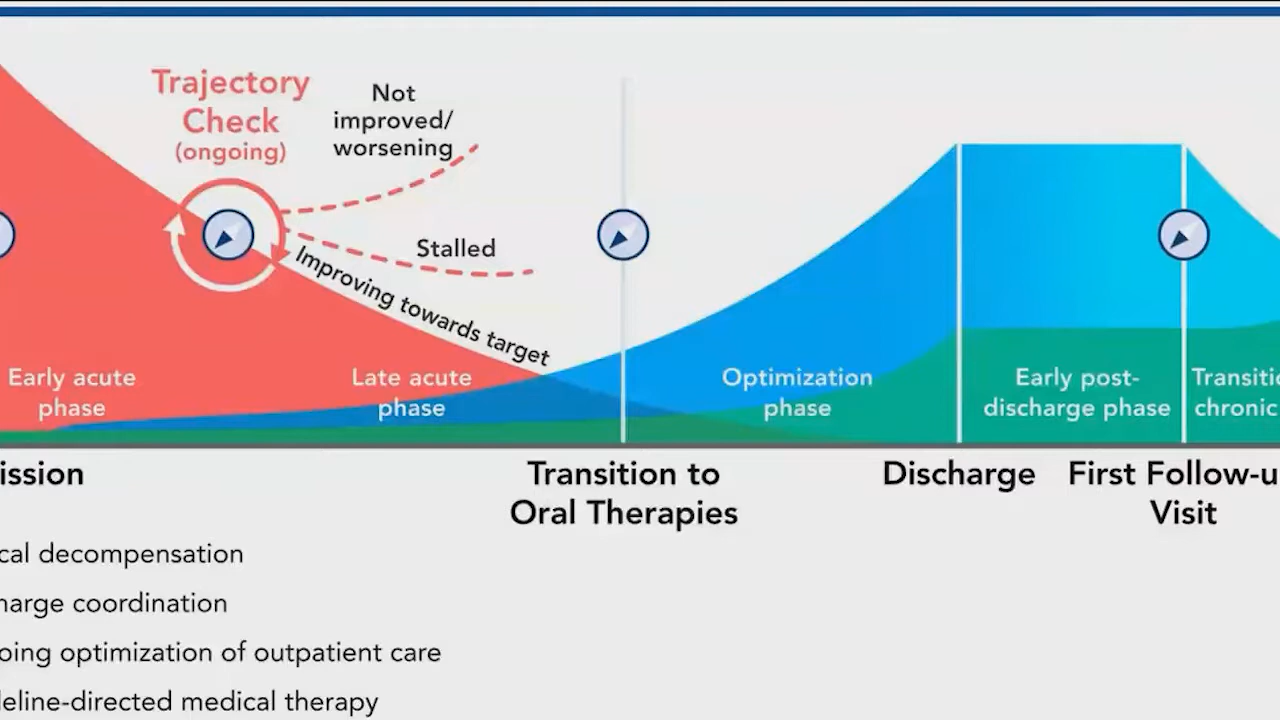 Trajectory
Check
(ongoing)
Not
improved/
worsening
Stalled
Improving towards target
Early acute
phase
Late acute
phase
Optimization
phase
Early post-
discharge phase
Transitio
chronic
ission
Transition to
Oral Therapies
Discharge
First Follow-u
Visit
cal decompensation
harge coordination
oing optimization of outpatient care
leline-directed medical therapy